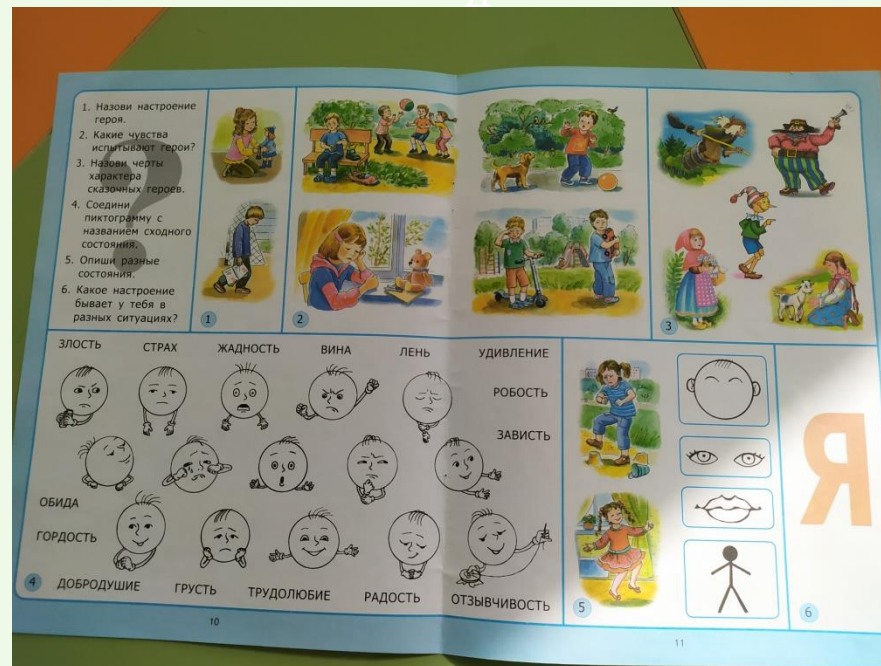 1. Назови настроение
героя.
2. Какие чувства
испытывают герои?
3. Назови черты
характера
сказочных героев.
4. Соедини
пиктограмму с
названием сходного
состояния.
5. Опиши разные
состояния.
6. Какое настроение
бывает у тебя в
разных ситуациях?
?
1
2
3
ЗЛОСТЬ СТРАХ ЖАДНОСТЬ ВИНА ЛЕНЬ УДИВЛЕНИЕ
РОБОСТЬ
ЗАВИСТЬ
ОБИДА
ГОРДОСТЬ
4 ДОБРОДУШИЕ ГРУСТЬ ТРУДОЛЮБИЕ РАДОСТЬ ОТЗЫВЧИВОСТЬ
5
Я
6
10
11